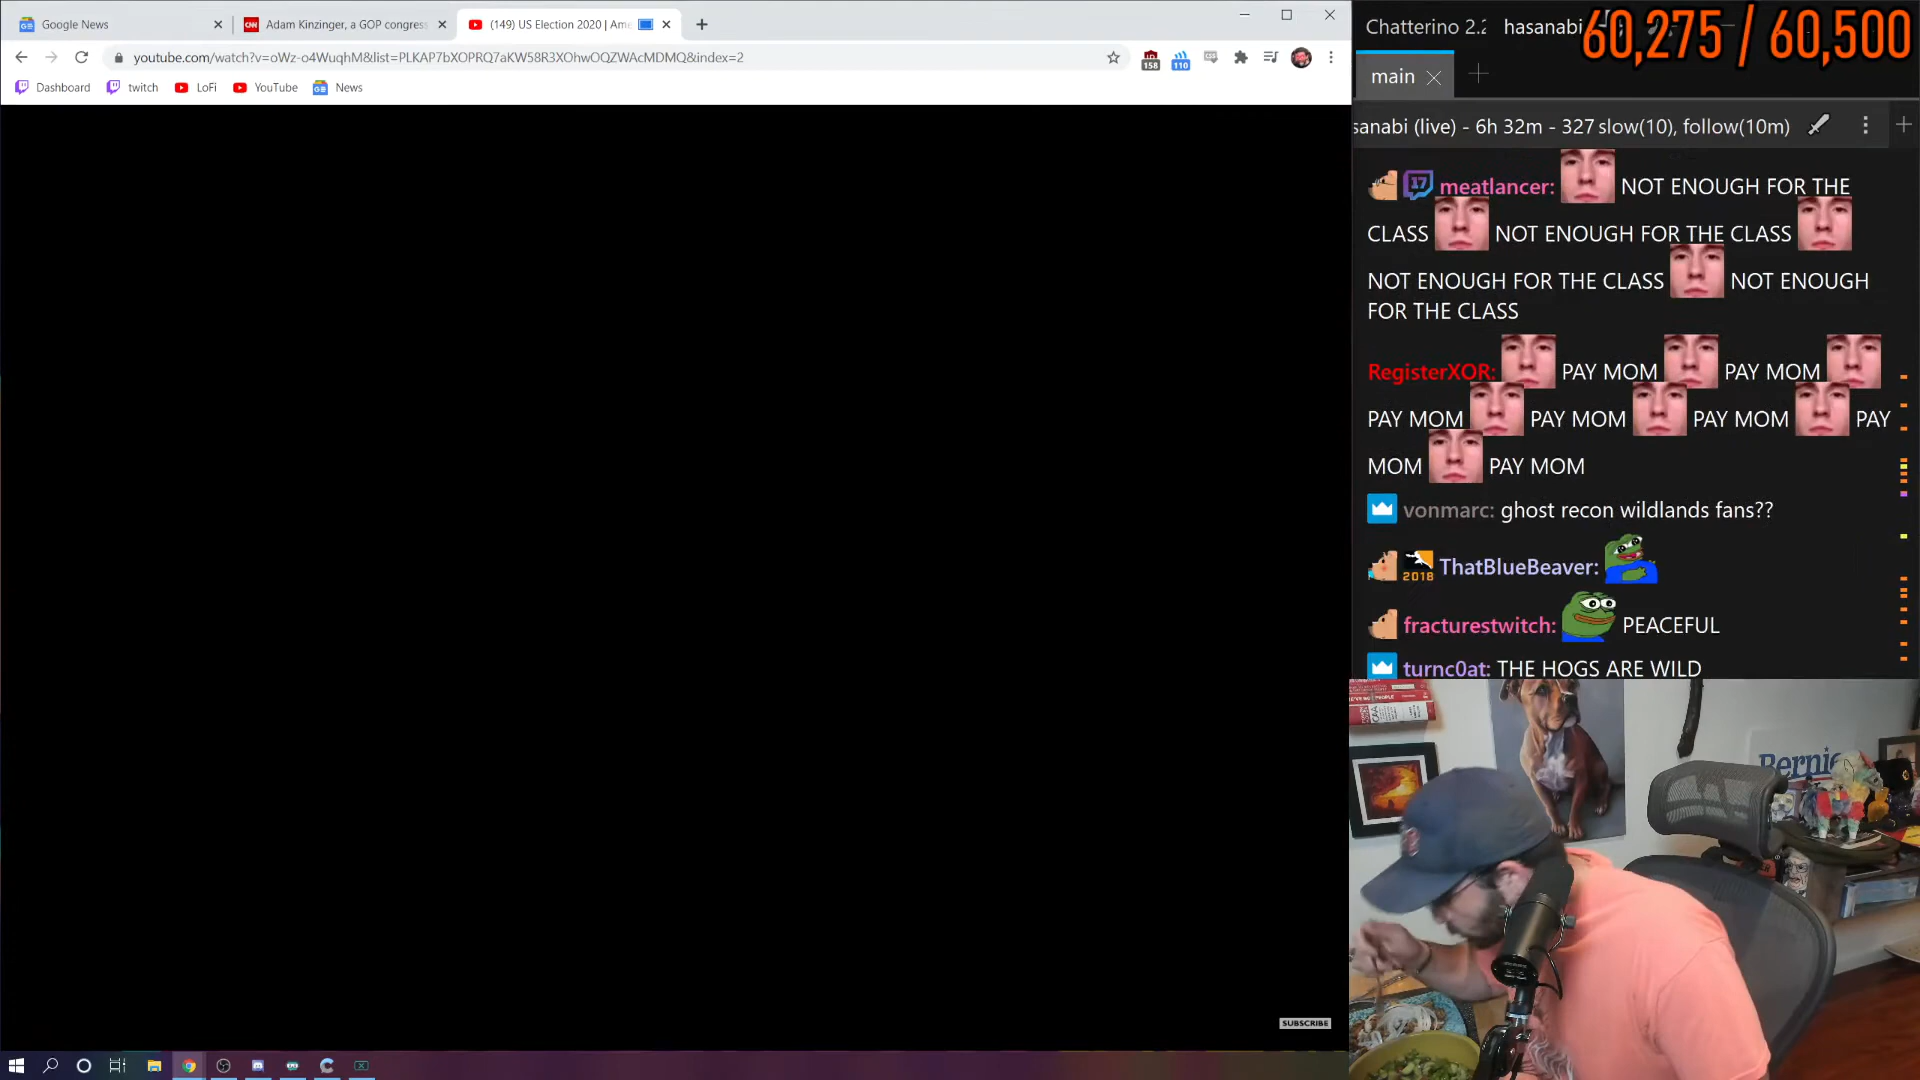 Google News
Adam Kinzinger, a GOP congress
(149) US Election 2020 | Ame
youtube.com/watch?v=oWz-o4WuqhM&list=PLKAP7bXOPRQ7aKW58R3XOhwOQZWAcMDMQ&index=2
158
110
Dashboard
twitch
LoFi
YouTube
News
SUBSCRIBE
Chatterino 2.2
hasanabi
60,275 / 60,500
main
sanabi (live) - 6h 32m - 327 slow(10), follow(10m)
17 meatlancer: NOT ENOUGH FOR THE
CLASS NOT ENOUGH FOR THE CLASS
NOT ENOUGH FOR THE CLASS NOT ENOUGH
FOR THE CLASS
RegisterXOR: PAY MOM PAY MOM
PAY MOM PAY MOM PAY MOM PAY
MOM PAY MOM
vonmarc: ghost recon wildlands fans??
2018 ThatBlueBeaver:
fracturestwitch: PEACEFUL
turnc0at: THE HOGS ARE WILD
Bernie